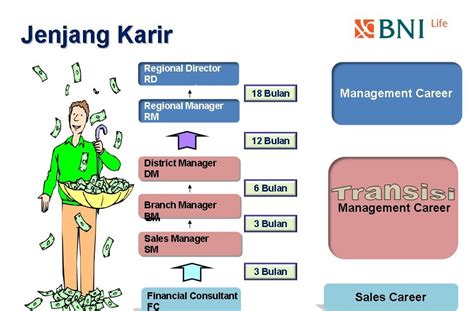 Jenjang Karir
BNI Life
Regional Director
RD
18 Bulan
Management Career
Regional Manager
RM
12 Bulan
District Manager
DM
6 Bulan
Transisi
Management Career
Branch Manager
BM
3 Bulan
Sales Manager
SM
3 Bulan
Financial Consultant
FC
Sales Career